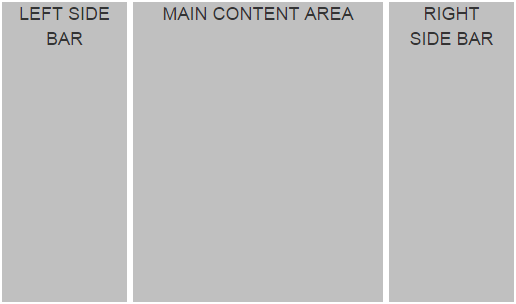 LEFT SIDE
BAR
MAIN CONTENT AREA
RIGHT
SIDE BAR